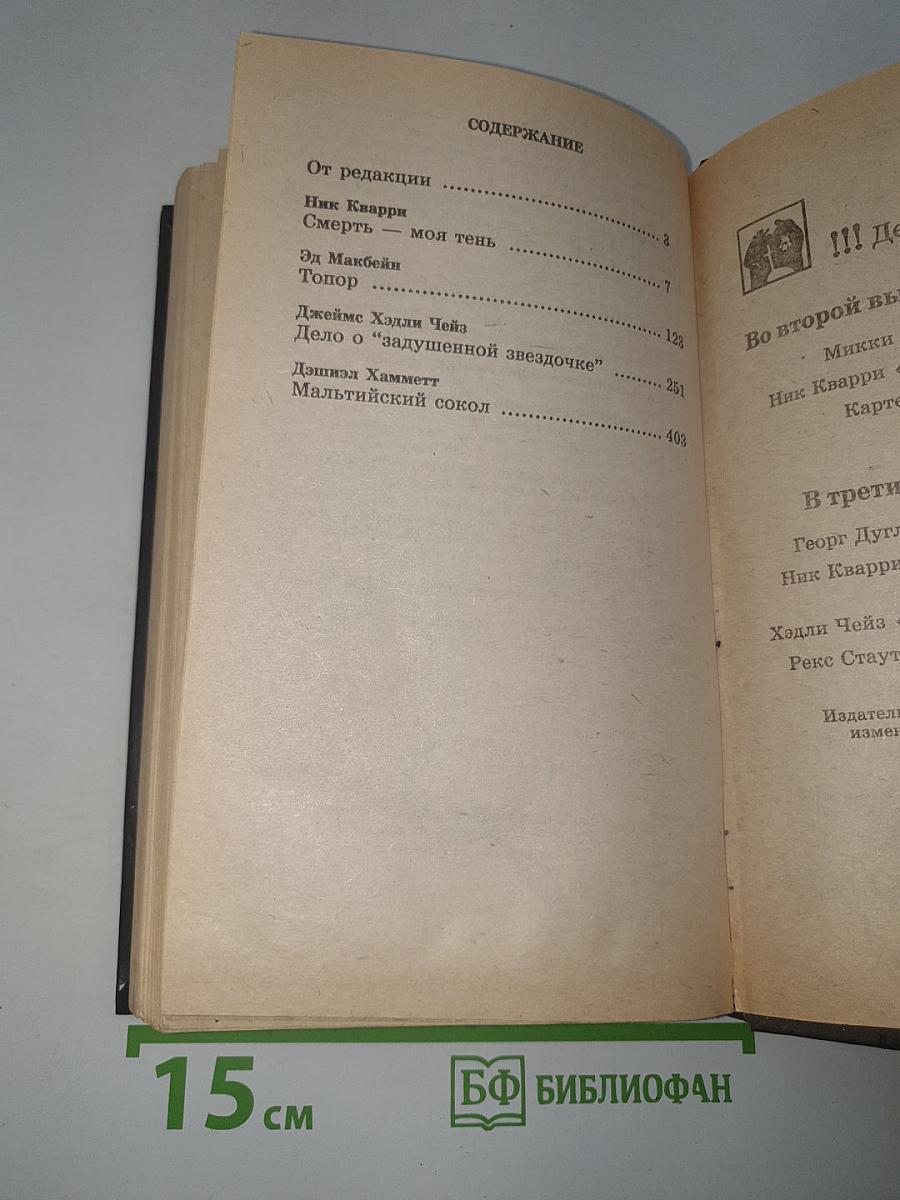 СОДЕРЖАНИЕ
От редакции ........ 3
Ник Кварри
Смерть — моя тень ........ 7
Эд Макбейн
Топор ........ 123
Джеймс Хэдли Чейз
Дело о “задушенной звездочке” ........ 251
Дэшиэл Хамметт
Мальтийский сокол ........ 403
!!! Де
Во второй вы
Микки
Ник Кварри «
Карте
В трети
Георг Дугл
Ник Кварри
Хэдли Чейз «
Рекс Стаут
Издатель
измен
15 см
БФ БИБЛИОФАН